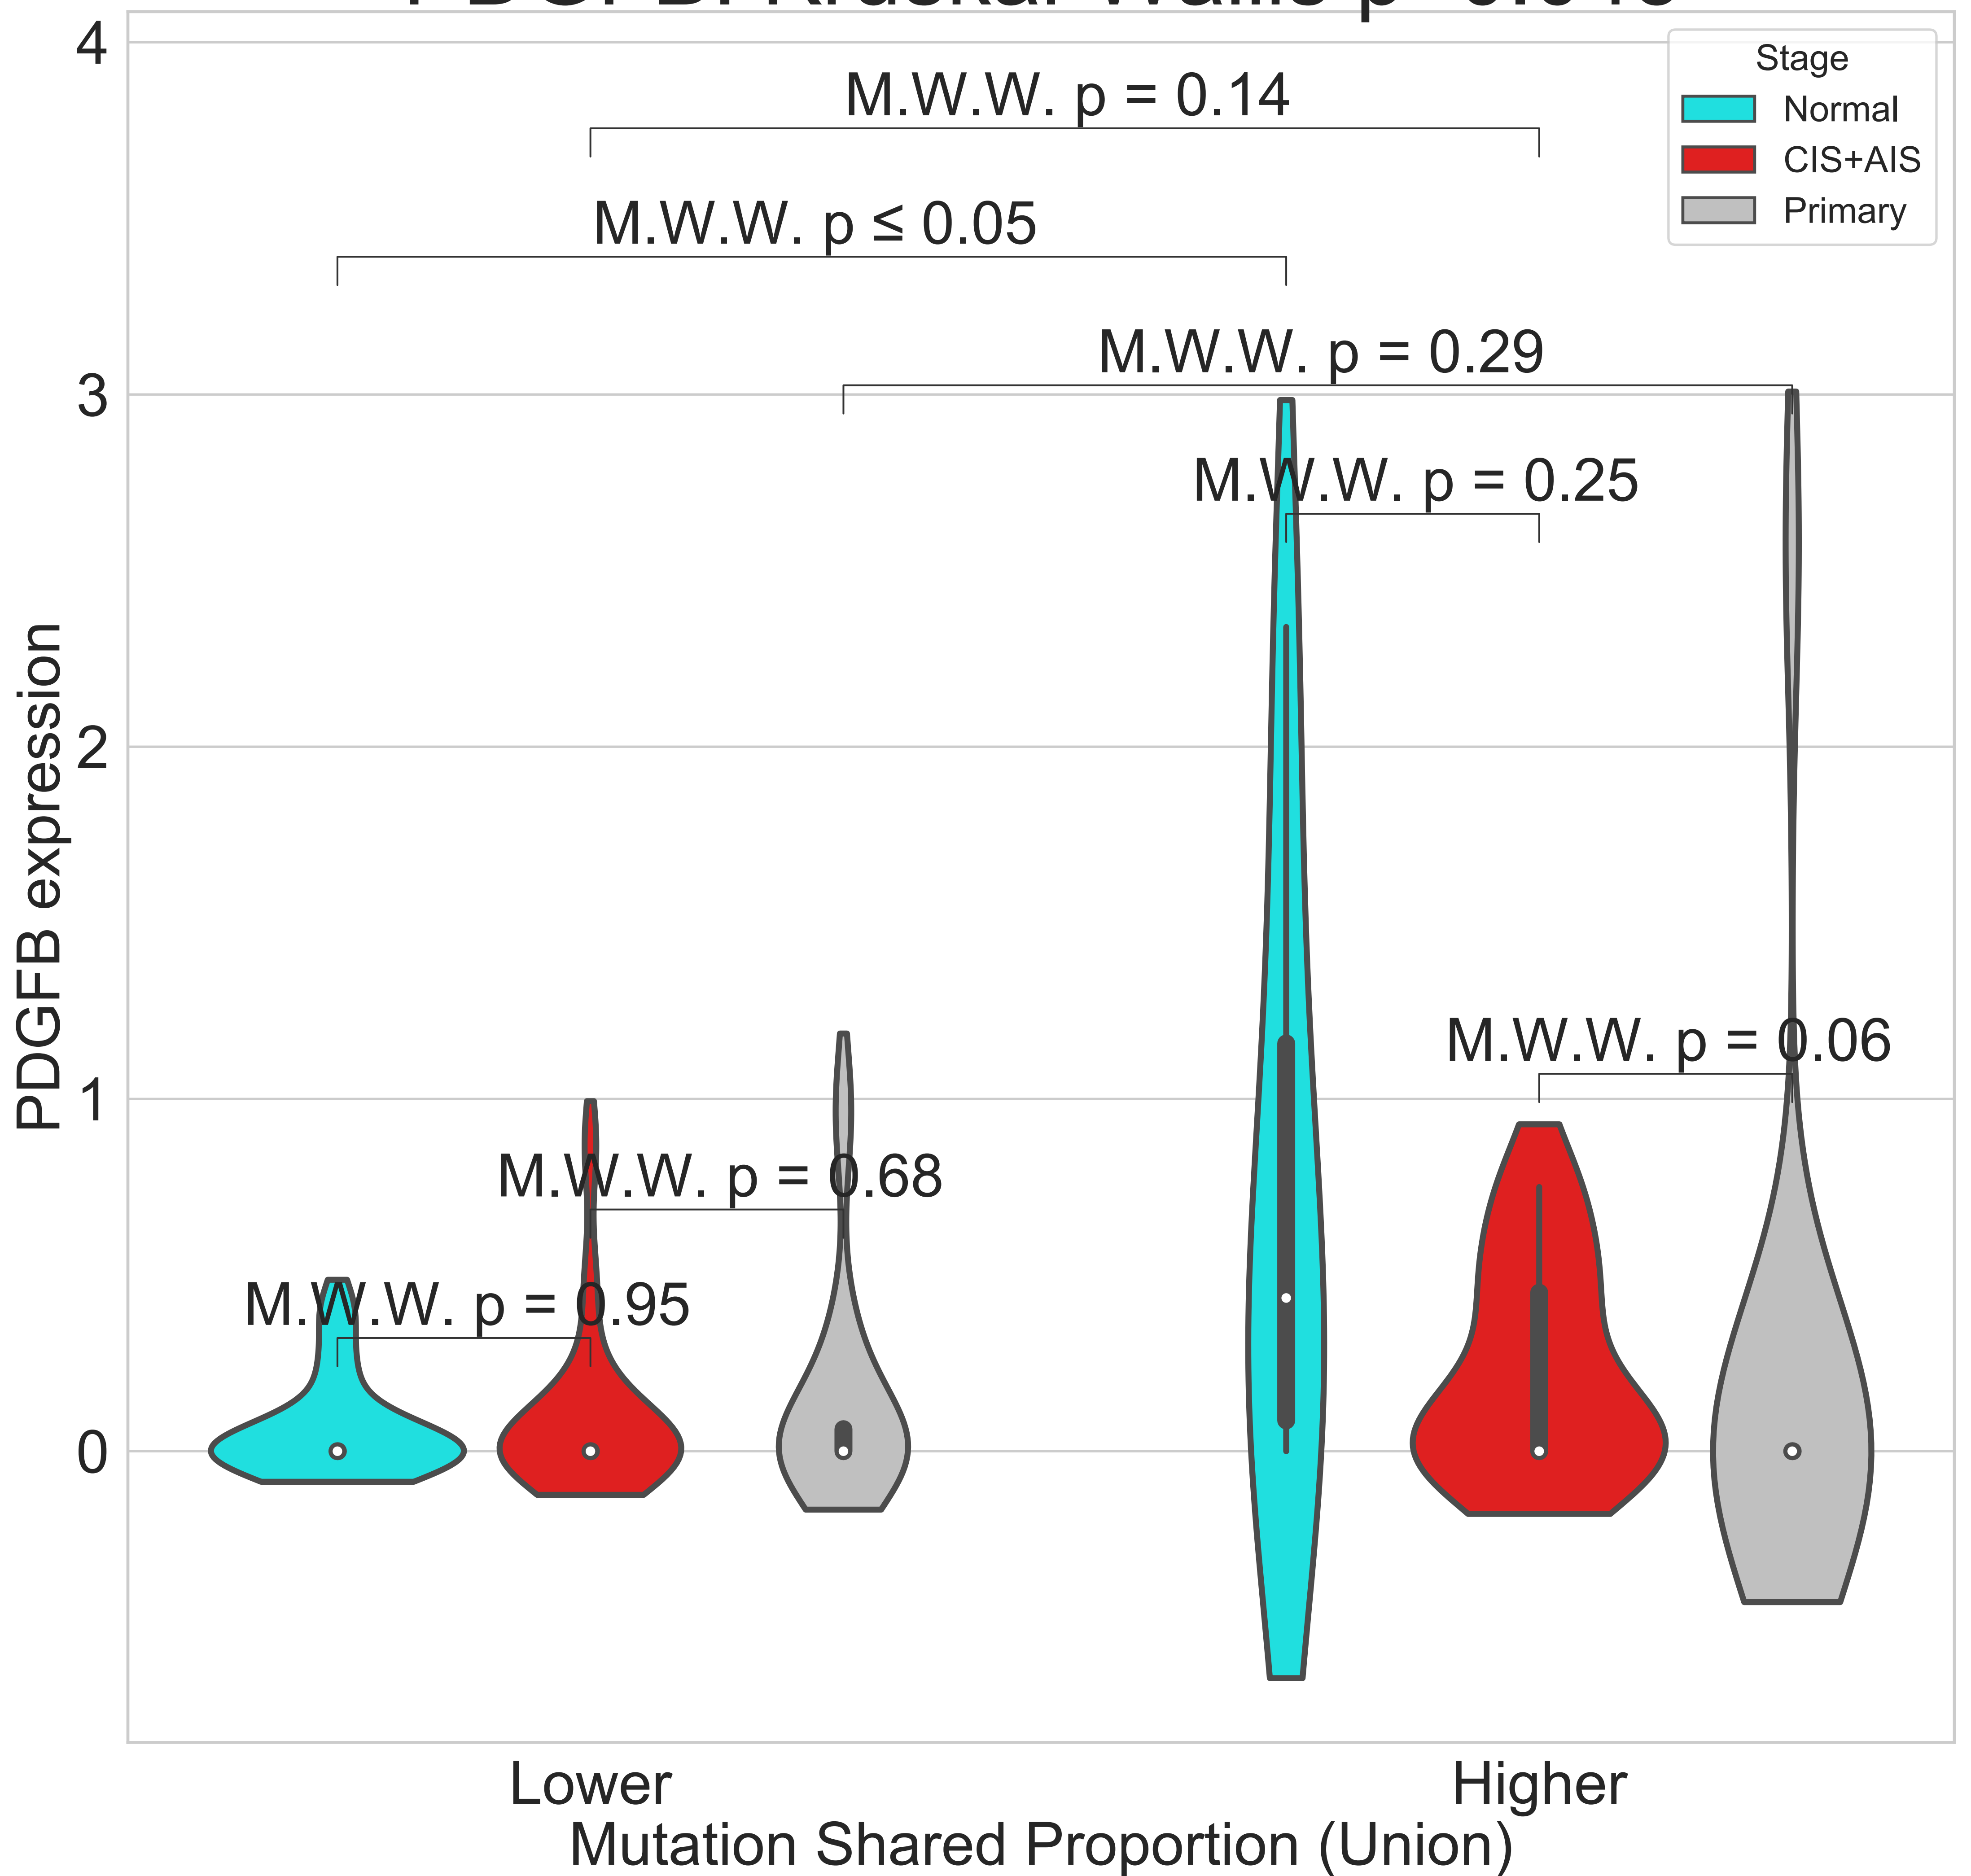 4
3
2
1
0
PDGFB expression
Stage
Normal
CIS+AIS
Primary
M.W.W. p = 0.14
M.W.W. p ≤ 0.05
M.W.W. p = 0.29
M.W.W. p = 0.25
M.W.W. p = 0.06
M.W.W. p = 0.68
M.W.W. p = 0.95
Lower
Higher
Mutation Shared Proportion (Union)